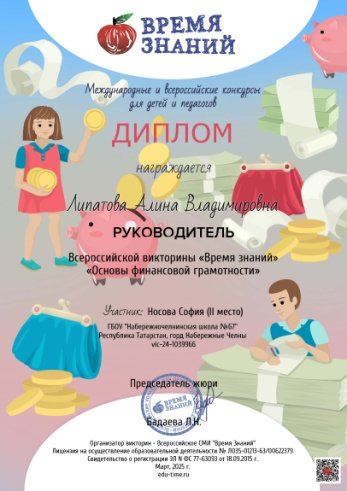 ВРЕМЯ
ЗНАНИЙ
Международные и всероссийские конкурсы
для детей и педагогов
ДИПЛОМ
награждается
Липатова Алина Владимировна
РУКОВОДИТЕЛЬ
Всероссийской викторины «Время знаний»
«Основы финансовой грамотности»
Участник: Носова София (II место)
ГБОУ "Набережночелнинская школа №67"
Республика Татарстан, горд Набережные Челны
vic-24-1039966
Председатель жюри
ВРЕМЯ
ЗНАНИЙ
Бадаева Л.Н.
Организатор викторин - Всероссийское СМИ "Время Знаний"
Лицензия на осуществление образовательной деятельности № Л035-01213-63/00622379
Свидетельство о регистрации ЭЛ № ФС 77-63093 от 18.09.2015 г.
Март, 2025 г.
edu-time.ru